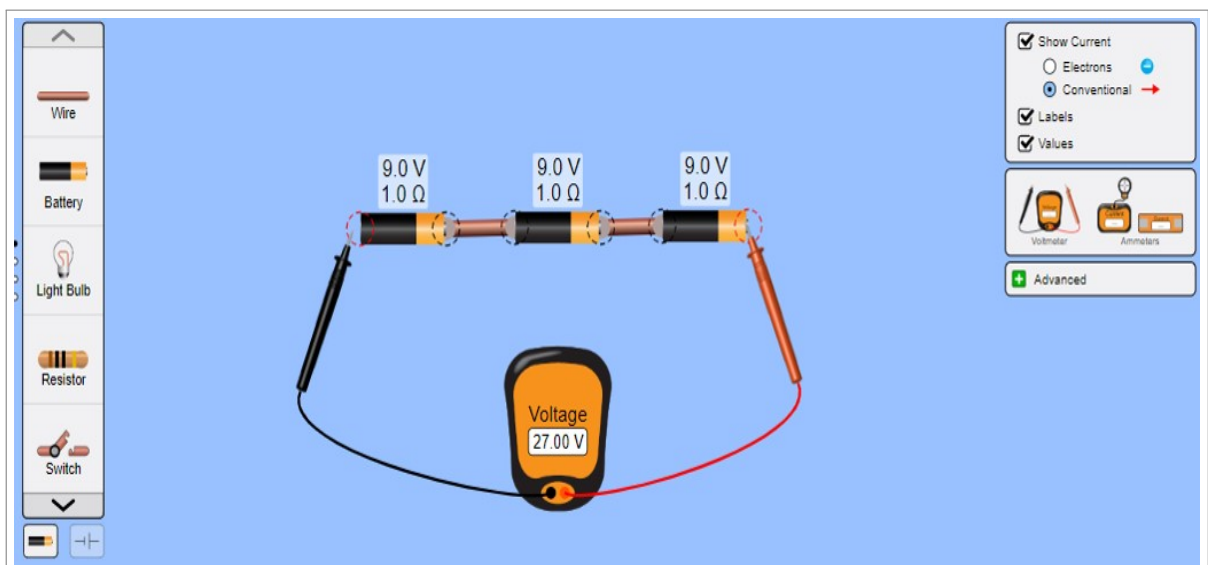 Wire
Battery
Light Bulb
Resistor
Switch
9.0 V
1.0 Ω
9.0 V
1.0 Ω
9.0 V
1.0 Ω
Voltage
27.00 V
Show Current
Electrons
Conventional
Labels
Values
Voltmeter
Ammeters
Advanced